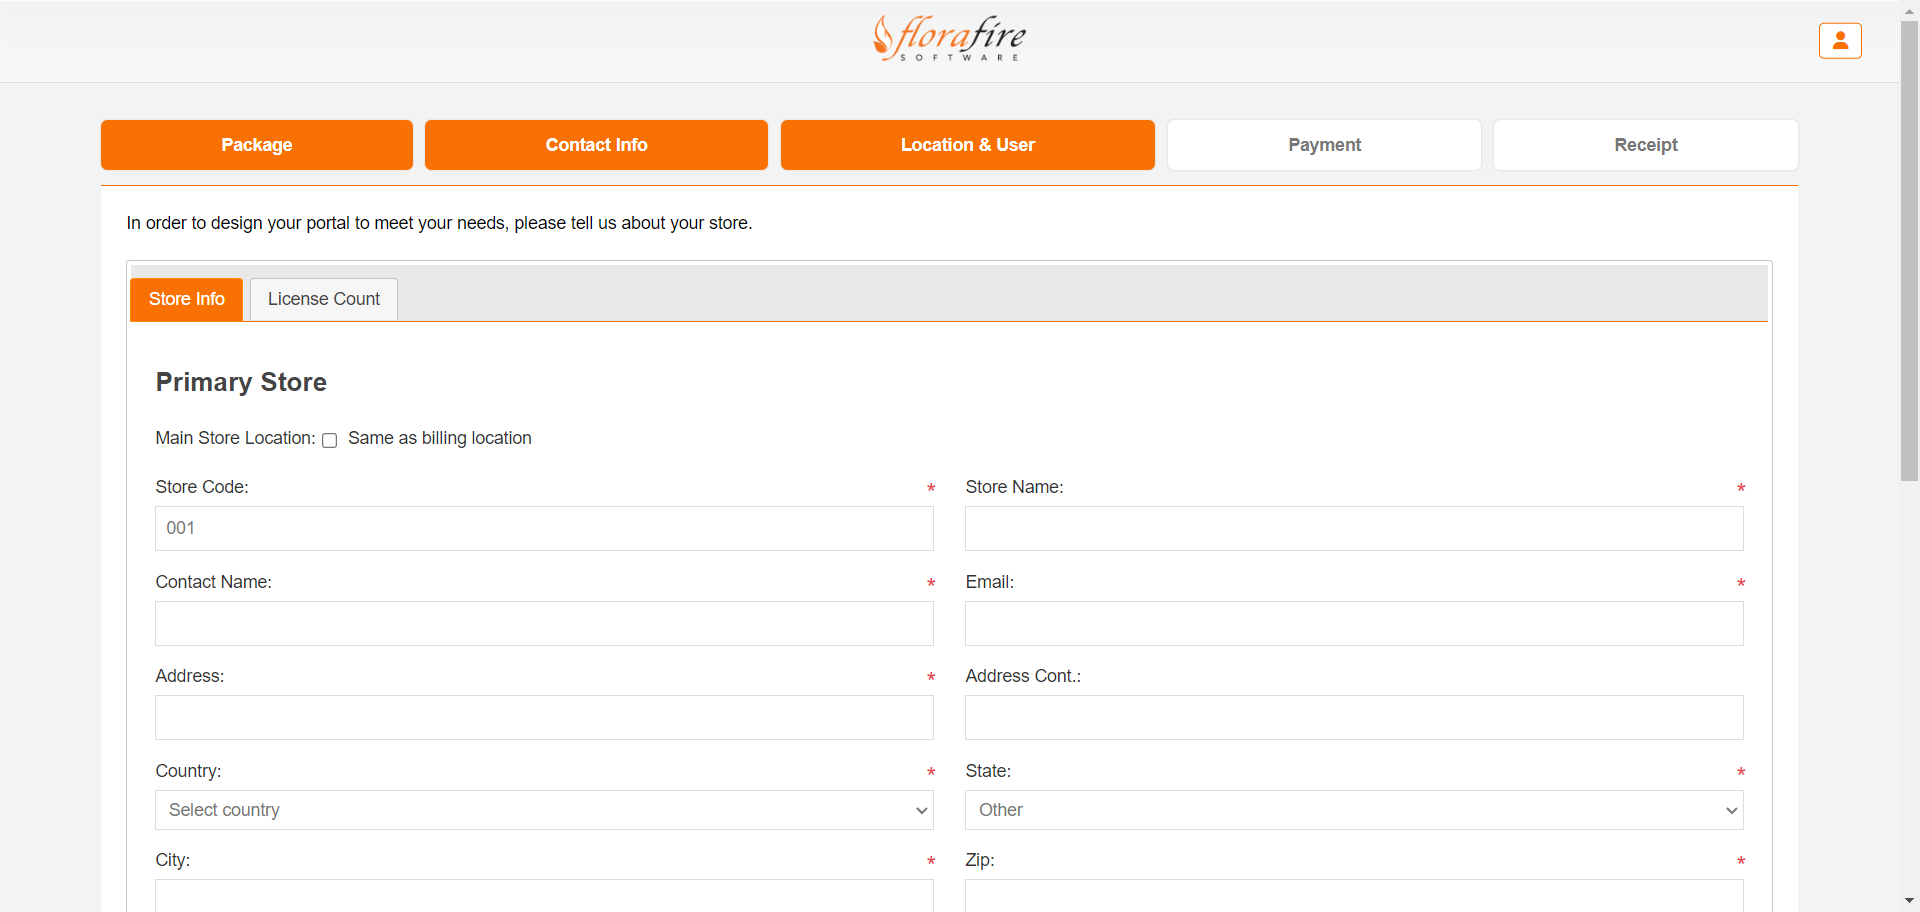 florafire
SOFTWARE
Package
Contact Info
Location & User
Payment
Receipt
In order to design your portal to meet your needs, please tell us about your store.
Store Info
License Count
Primary Store
Main Store Location: Same as billing location
Store Code: *
Store Name: *
001
Contact Name: *
Email: *
Address: *
Address Cont.:
Country: *
State: *
Select country
Other
City: *
Zip: *